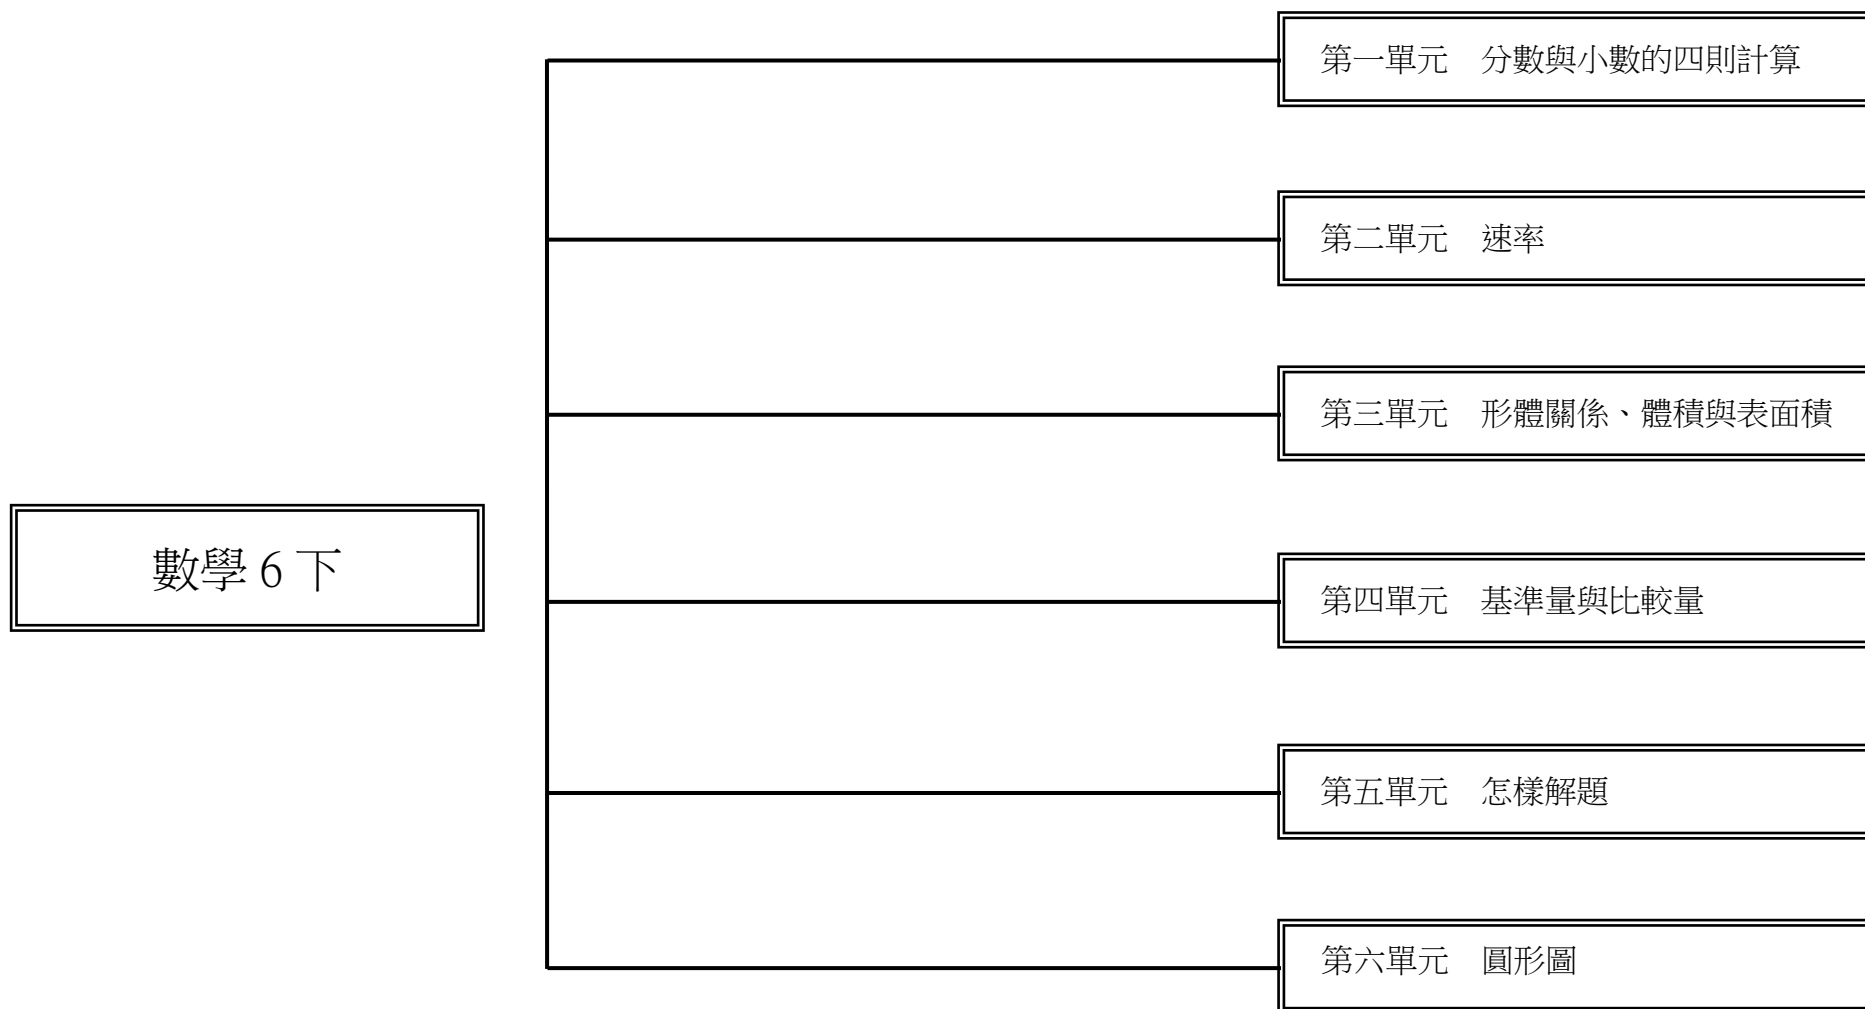 第一單元　分數與小數的四則計算
第二單元　速率
第三單元　形體關係、體積與表面積
數學 6 下
第四單元　基準量與比較量
第五單元　怎樣解題
第六單元　圓形圖